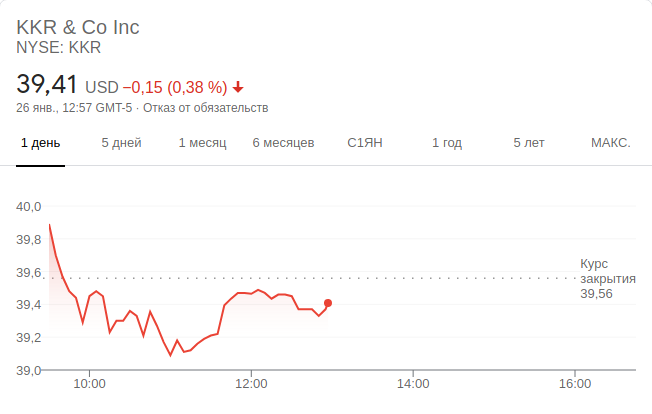 KKR & Co Inc
NYSE: KKR
39,41 USD −0,15 (0,38 %)
26 янв., 12:57 GMT-5 · Отказ от обязательств
1 день 5 дней 1 месяц 6 месяцев С1ЯН 1 год 5 лет МАКС.
40,0
39,8
39,6
39,4
39,2
39,0
Курс
закрытия
39,56
10:00 12:00 14:00 16:00